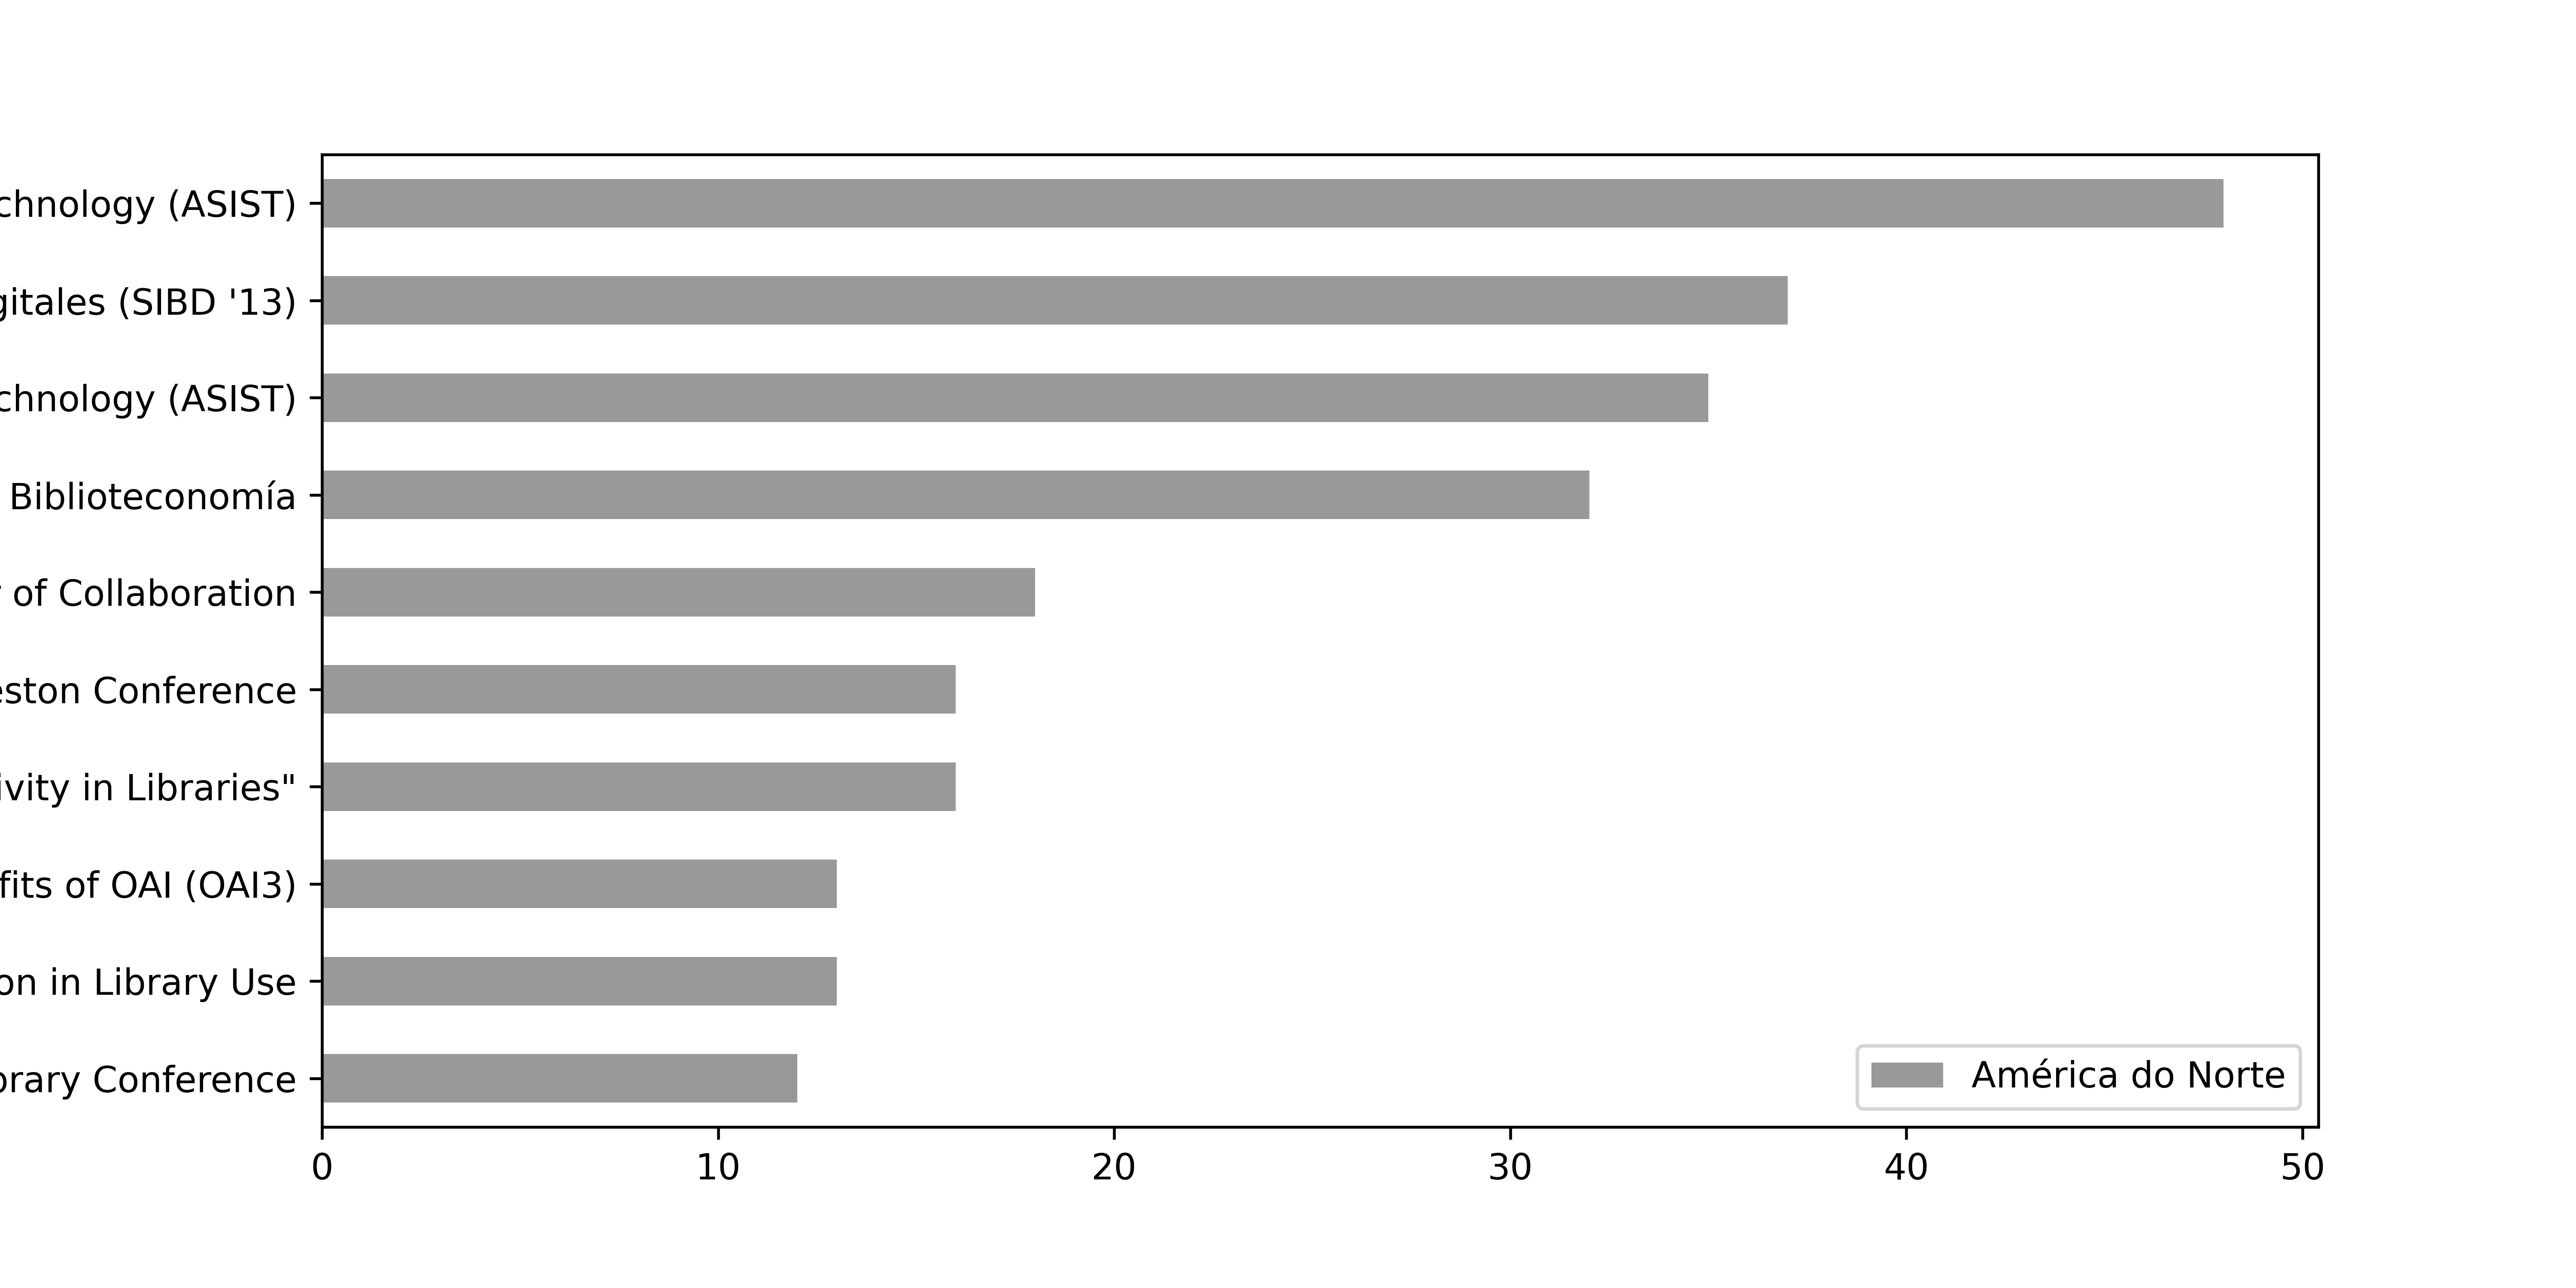 chnology (ASIST)
gitales (SIBD '13)
chnology (ASIST)
Biblioteconomía
of Collaboration
eston Conference
ivity in Libraries"
fits of OAI (OAI3)
on in Library Use
brary Conference
América do Norte
0 10 20 30 40 50